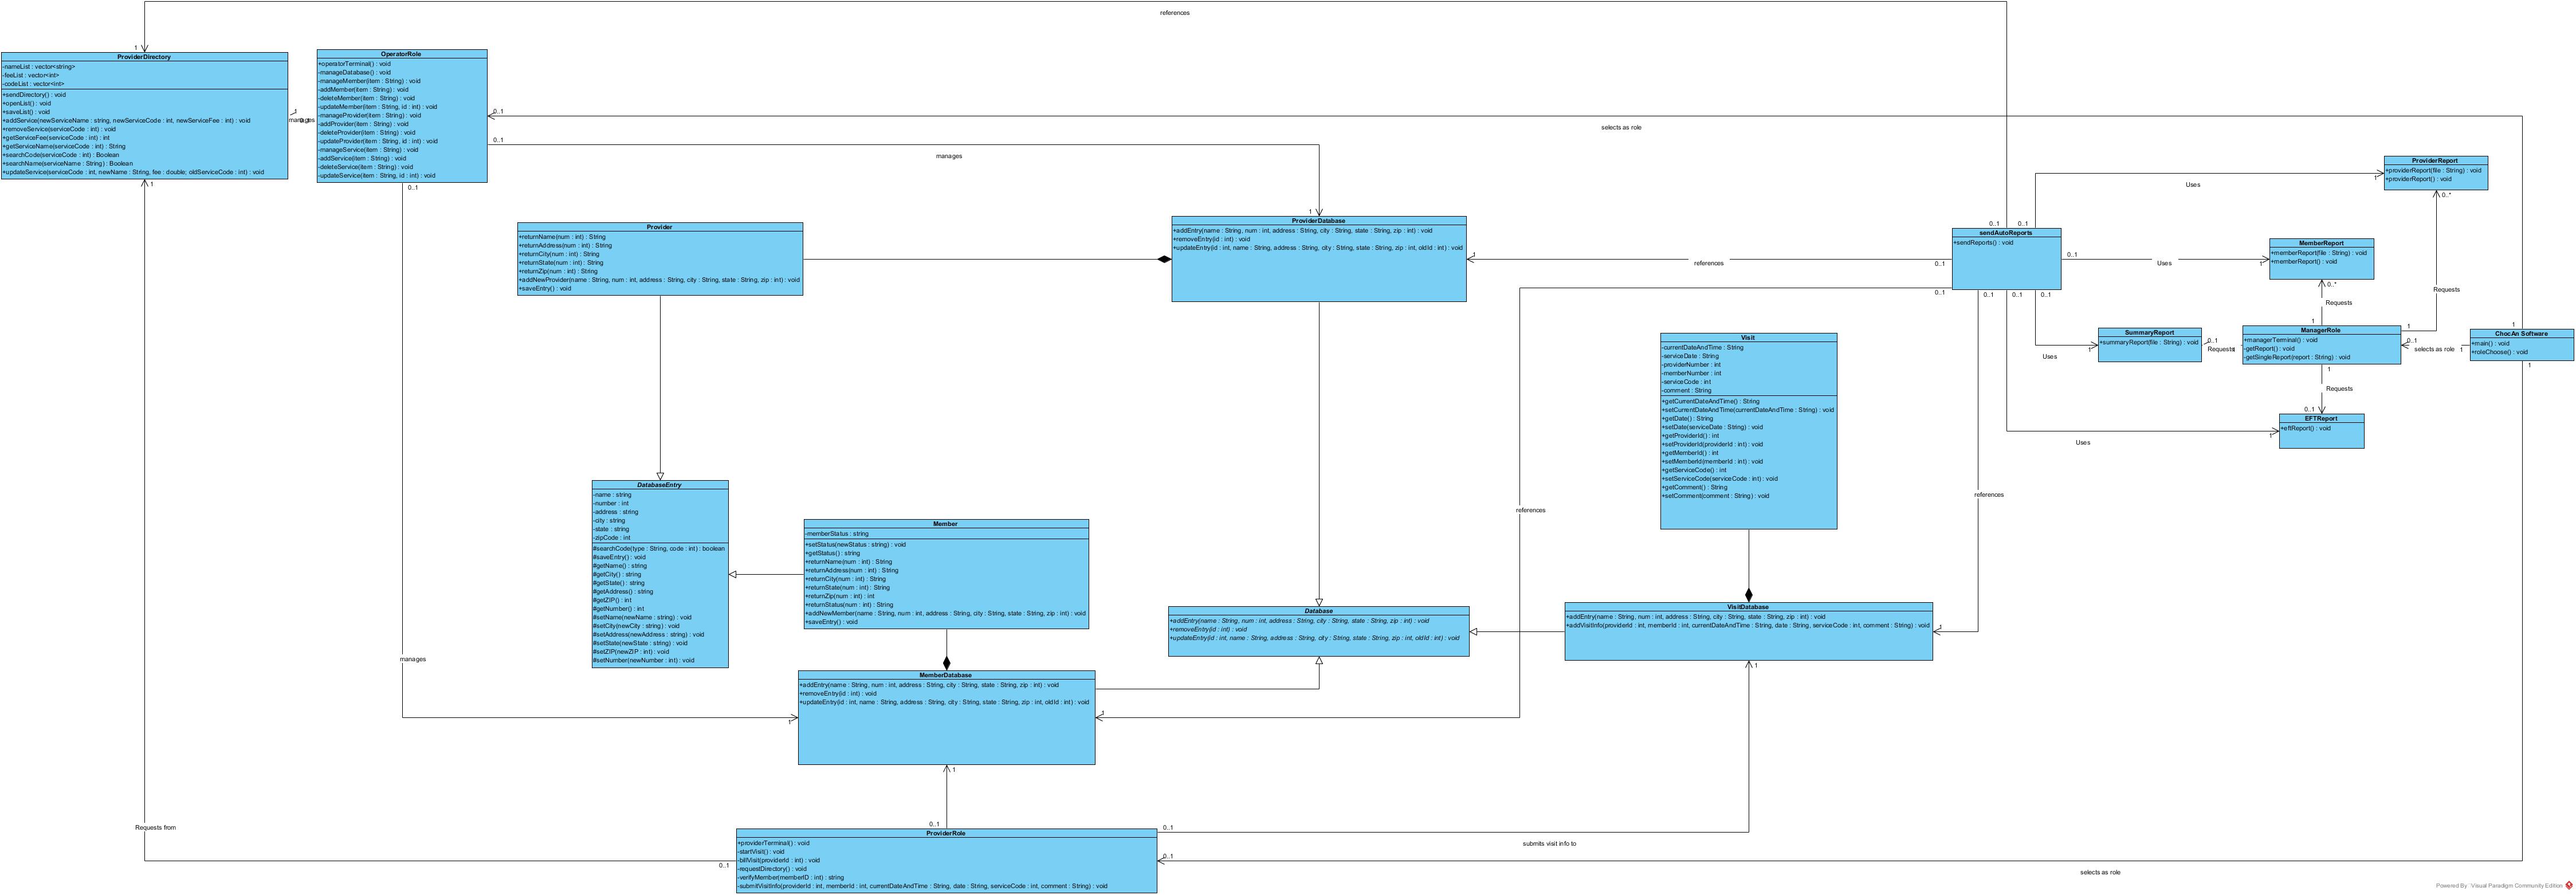 references
1
ProviderDirectory
-nameList : vector<string>
-feeList : vector<int>
-codeList : vector<int>
+sendDirectory() : void
+openList() : void
+saveList() : void
+addService(newServiceName : string, newServiceCode : int, newServiceFee : int) : void
+removeService(serviceCode : int) : void
+getServiceFee(serviceCode : int) : int
+getServiceName(serviceCode : int) : String
+searchCode(serviceCode : int) : Boolean
+searchName(serviceName : String) : Boolean
+updateService(serviceCode : int, newName : String, fee : double; oldServiceCode : int) : void
1
1
manages
OperatorRole
+operatorTerminal() : void
-manageDatabase() : void
-manageMember(item : String) : void
-addMember(item : String) : void
-deleteMember(item : String) : void
-updateMember(item : String, id : int) : void
-manageProvider(item : String) : void
-addProvider(item : String) : void
-deleteProvider(item : String) : void
-updateProvider(item : String, id : int) : void
-manageService(item : String) : void
-addService(item : String) : void
-deleteService(item : String) : void
-updateService(item : String, id : int) : void
0..1
selects as role
0..1
manages
1
0..1
manages
1
Provider
+returnName(num : int) : String
+returnAddress(num : int) : String
+returnCity(num : int) : String
+returnState(num : int) : String
+returnZip(num : int) : String
+addNewProvider(name : String, num : int, address : String, city : String, state : String, zip : int) : void
+saveEntry() : void
ProviderDatabase
+addEntry(name : String, num : int, address : String, city : String, state : String, zip : int) : void
+removeEntry(id : int) : void
+updateEntry(id : int, name : String, address : String, city : String, state : String, zip : int, oldId : int) : void
1
references
0..1
0..1
references
1
0..1
0..1
sendAutoReports
+sendReports() : void
0..1
0..1
0..1
0..1
Uses
1
ProviderReport
+providerReport(file : String) : void
+providerReport() : void
0..*
Requests
1
Uses
1
MemberReport
+memberReport(file : String) : void
+memberReport() : void
0..*
Requests
1
Uses
1
SummaryReport
+summaryReport(file : String) : void
0..1
Requests
1
ManagerRole
+managerTerminal() : void
-getReport() : void
-getSingleReport(report : String) : void
0..1
selects as role
1
ChocAn Software
+main() : void
+roleChoose() : void
1
1
1
Requests
0..1
EFTReport
+eftReport() : void
Uses
1
references
1
Visit
-currentDateAndTime : String
-serviceDate : String
-providerNumber : int
-memberNumber : int
-serviceCode : int
-comment : String
+getCurrentDateAndTime() : String
+setCurrentDateAndTime(currentDateAndTime : String) : void
+getDate() : String
+setDate(serviceDate : String) : void
+getProviderId() : int
+setProviderId(providerId : int) : void
+getMemberId() : int
+setMemberId(memberId : int) : void
+getServiceCode() : int
+setServiceCode(serviceCode : int) : void
+getComment() : String
+setComment(comment : String) : void
DatabaseEntry
-name : string
-number : int
-address : string
-city : string
-state : string
-zipCode : int
#searchCode(type : String, code : int) : boolean
#saveEntry() : void
#getName() : string
#getCity() : string
#getState() : string
#getAddress() : string
#getZIP() : int
#getNumber() : int
#setName(newName : string) : void
#setCity(newCity : string) : void
#setAddress(newAddress : string) : void
#setState(newState : string) : void
#setZIP(newZIP : int) : void
#setNumber(newNumber : int) : void
Member
-memberStatus : string
+setStatus(newStatus : string) : void
+getStatus() : string
+returnName(num : int) : String
+returnAddress(num : int) : String
+returnCity(num : int) : String
+returnState(num : int) : String
+returnZip(num : int) : int
+returnStatus(num : int) : String
+addNewMember(name : String, num : int, address : String, city : String, state : String, zip : int) : void
+saveEntry() : void
Database
+addEntry(name : String, num : int, address : String, city : String, state : String, zip : int) : void
+removeEntry(id : int) : void
+updateEntry(id : int, name : String, address : String, city : String, state : String, zip : int, oldId : int) : void
VisitDatabase
+addEntry(name : String, num : int, address : String, city : String, state : String, zip : int) : void
+addVisitInfo(providerId : int, memberId : int, currentDateAndTime : String, date : String, serviceCode : int, comment : String) : void
1
MemberDatabase
+addEntry(name : String, num : int, address : String, city : String, state : String, zip : int) : void
+removeEntry(id : int) : void
+updateEntry(id : int, name : String, address : String, city : String, state : String, zip : int, oldId : int) : void
1
0..1
ProviderRole
+providerTerminal() : void
-startVisit() : void
-billVisit(providerId : int) : void
-requestDirectory() : void
-verifyMember(memberID : int) : string
-submitVisitInfo(providerId : int, memberId : int, currentDateAndTime : String, date : String, serviceCode : int, comment : String) : void
Requests from
0..1
0..1
submits visit info to
0..1
selects as role
Powered By Visual Paradigm Community Edition